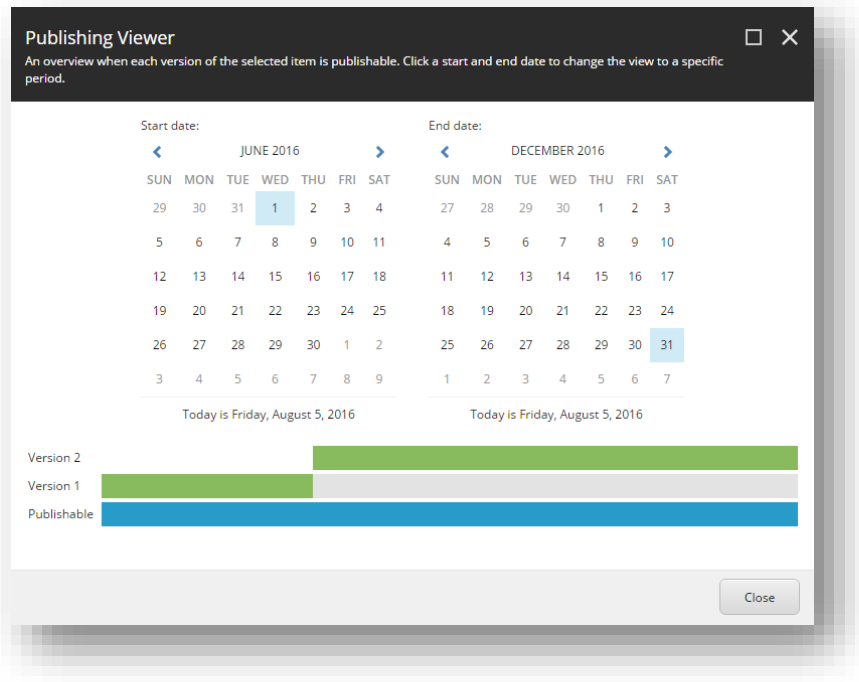 Publishing Viewer
An overview when each version of the selected item is publishable. Click a start and end date to change the view to a specific
period.
Start date:
JUNE 2016
SUN MON TUE WED THU FRI SAT
29 30 31 1 2 3 4
5 6 7 8 9 10 11
12 13 14 15 16 17 18
19 20 21 22 23 24 25
26 27 28 29 30 1 2
3 4 5 6 7 8 9
Today is Friday, August 5, 2016
End date:
DECEMBER 2016
SUN MON TUE WED THU FRI SAT
27 28 29 30 1 2 3
4 5 6 7 8 9 10
11 12 13 14 15 16 17
18 19 20 21 22 23 24
25 26 27 28 29 30 31
1 2 3 4 5 6 7
Today is Friday, August 5, 2016
Version 2
Version 1
Publishable
Close